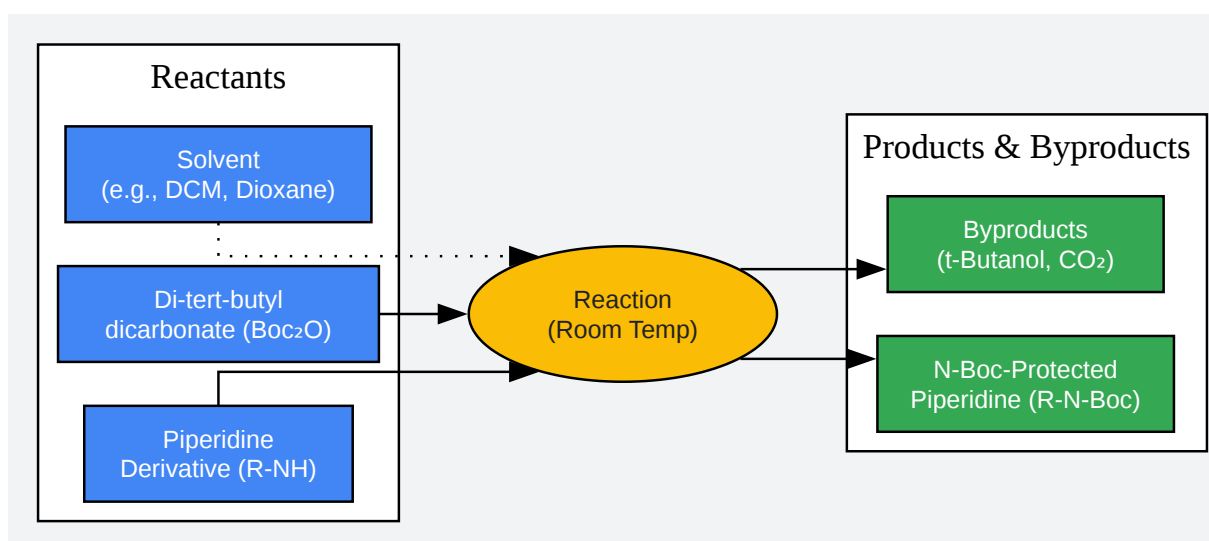 Reactants
Solvent
(e.g., DCM, Dioxane)
Di-tert-butyl
dicarbonate (Boc₂O)
Piperidine
Derivative (R-NH)
Reaction
(Room Temp)
Products & Byproducts
Byproducts
(t-Butanol, CO₂)
N-Boc-Protected
Piperidine (R-N-Boc)